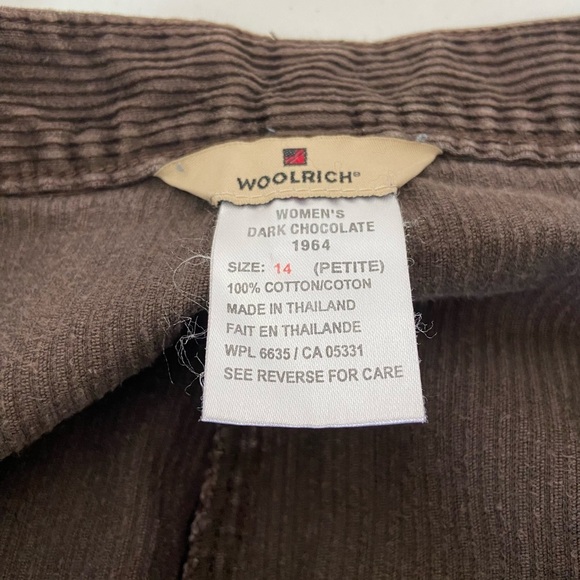 WOOLRICH®
WOMEN'S
DARK CHOCOLATE
1964
SIZE: 14 (PETITE)
100% COTTON/COTON
MADE IN THAILAND
FAIT EN THAILANDE
WPL 6635 / CA 05331
SEE REVERSE FOR CARE